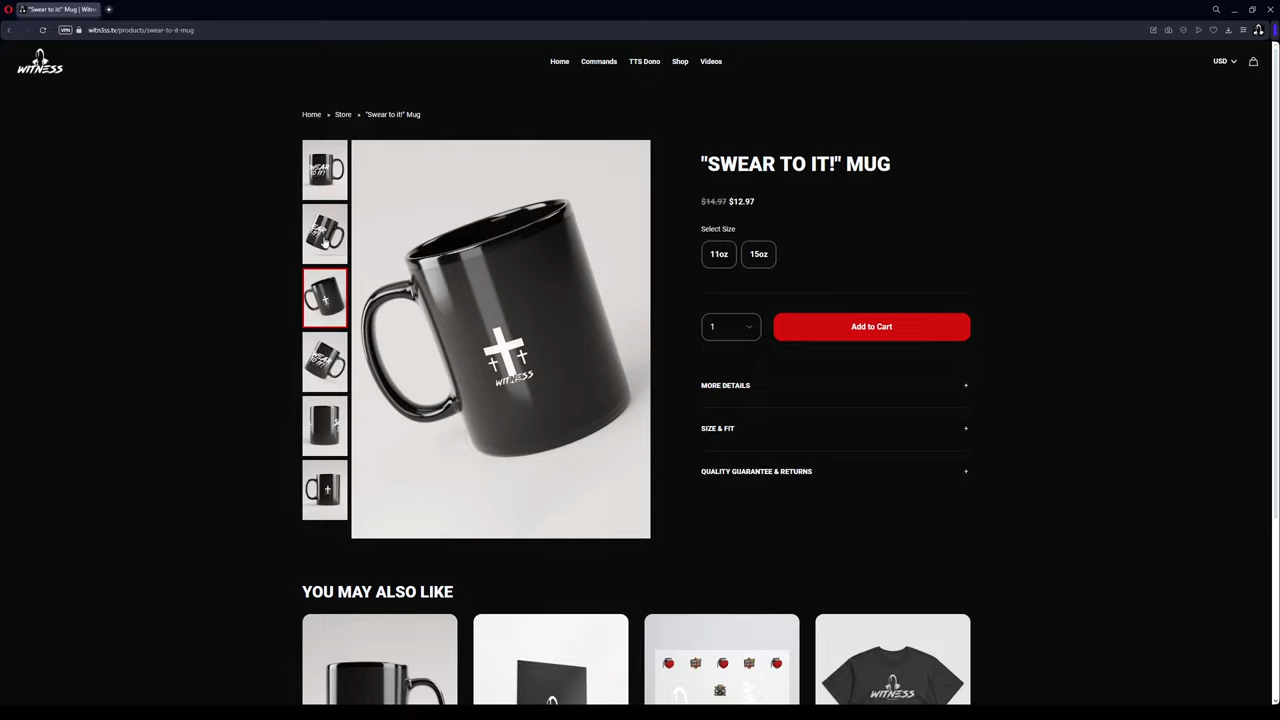 "Swear to it!" Mug | Witn
VPN
witn3ss.tv/products/swear-to-it-mug
WITNESS
Home
Commands
TTS Dono
Shop
Videos
USD
Home » Store » "Swear to it!" Mug
"SWEAR TO IT!" MUG
$14.97 $12.97
Select Size
11oz
15oz
1
Add to Cart
MORE DETAILS +
SIZE & FIT +
QUALITY GUARANTEE & RETURNS +
WITNESS
YOU MAY ALSO LIKE
WITNESS